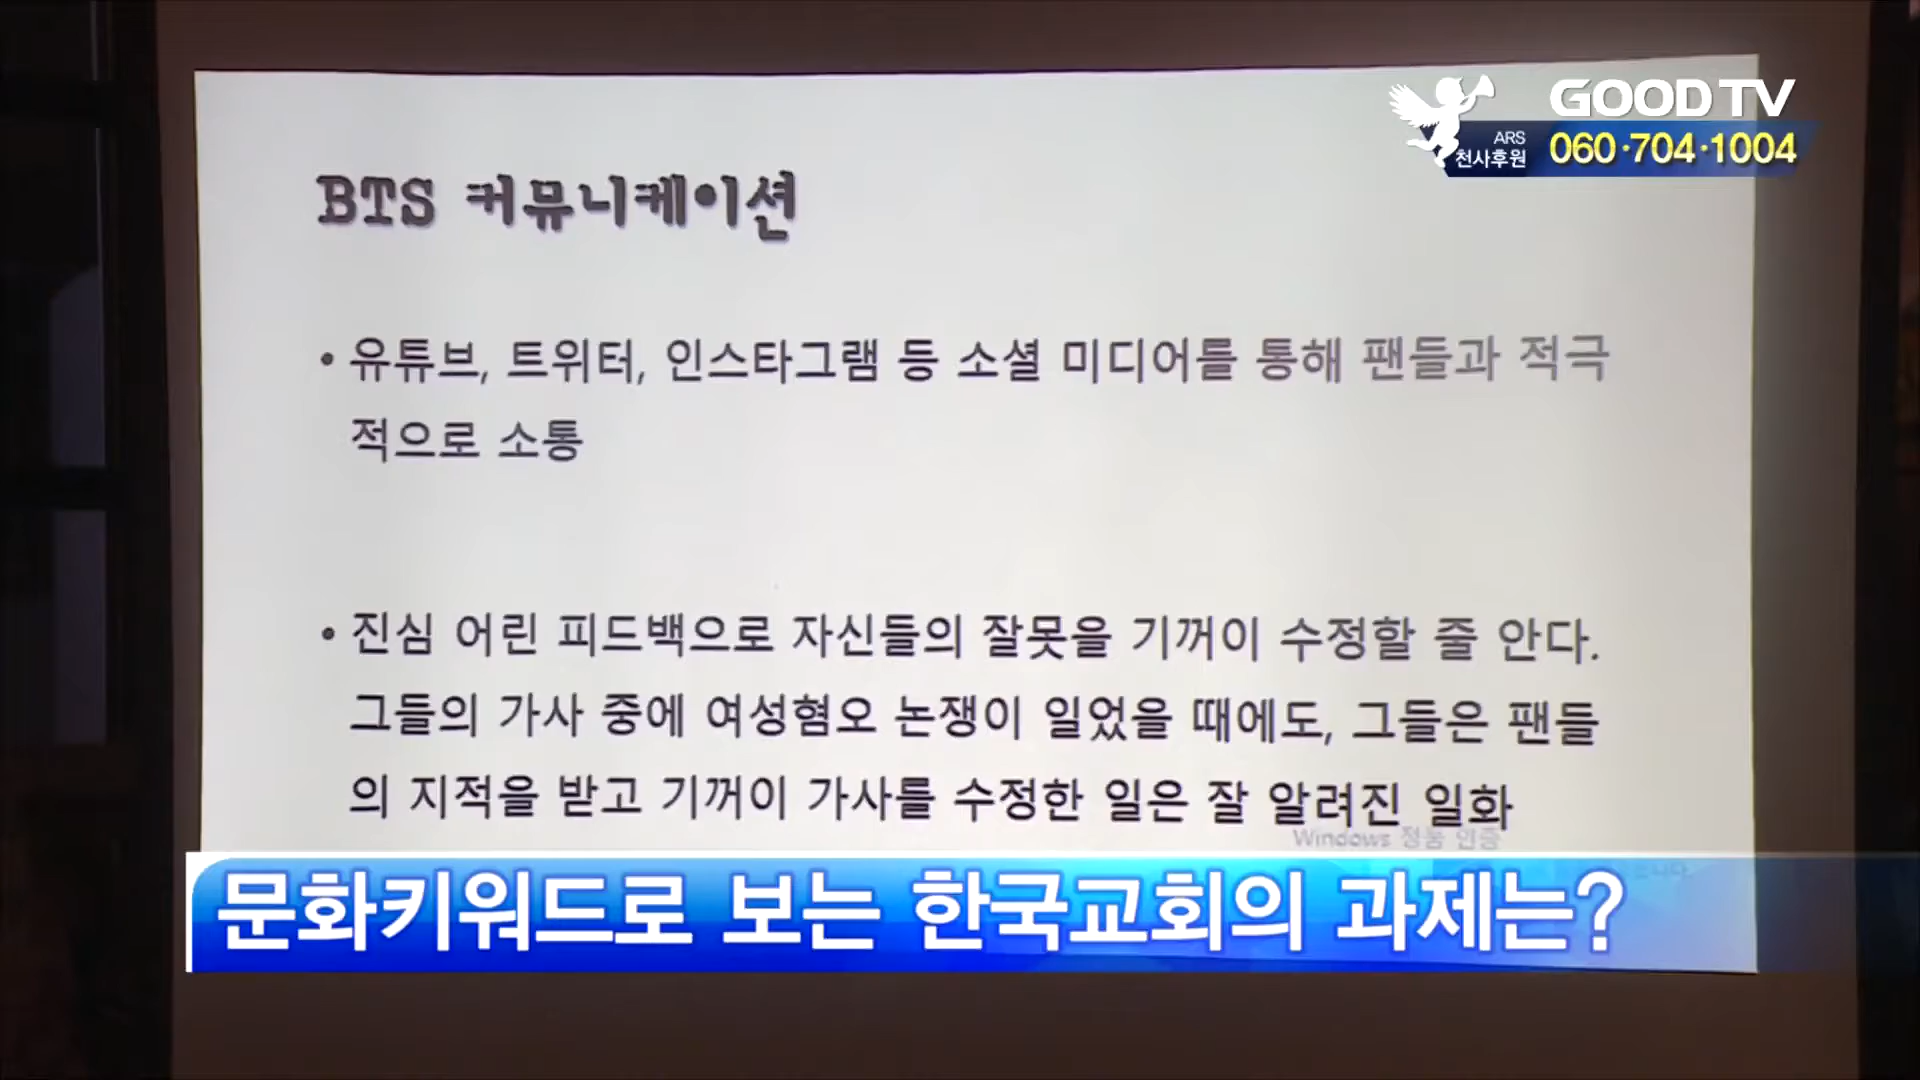 GOOD TV
ARS
천사후원
060·704·1004
BTS 커뮤니케이션
• 유튜브, 트위터, 인스타그램 등 소셜 미디어를 통해 팬들과 적극
적으로 소통
• 진심 어린 피드백으로 자신들의 잘못을 기꺼이 수정할 줄 안다.
그들의 가사 중에 여성혐오 논쟁이 일었을 때에도, 그들은 팬들
의 지적을 받고 기꺼이 가사를 수정한 일은 잘 알려진 일화
Windows 정품 인증
문화키워드로 보는 한국교회의 과제는?